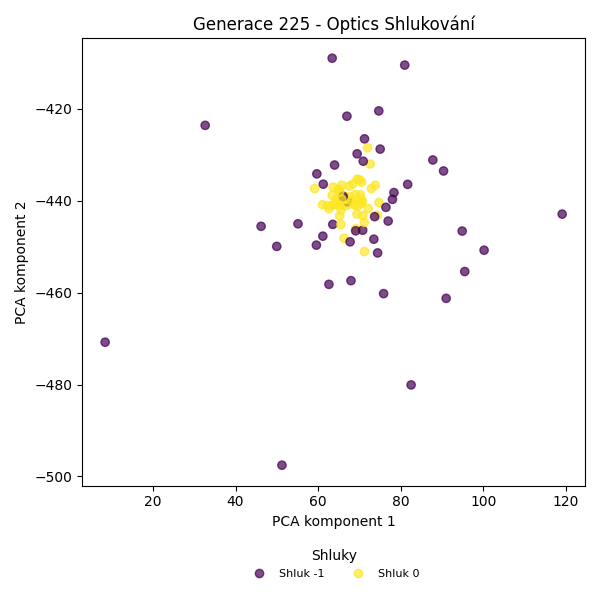 Generace 225 - Optics Shlukování
PCA komponent 2
−420
−440
−460
−480
−500
20
40
60
80
100
120
PCA komponent 1
Shluky
Shluk -1
Shluk 0